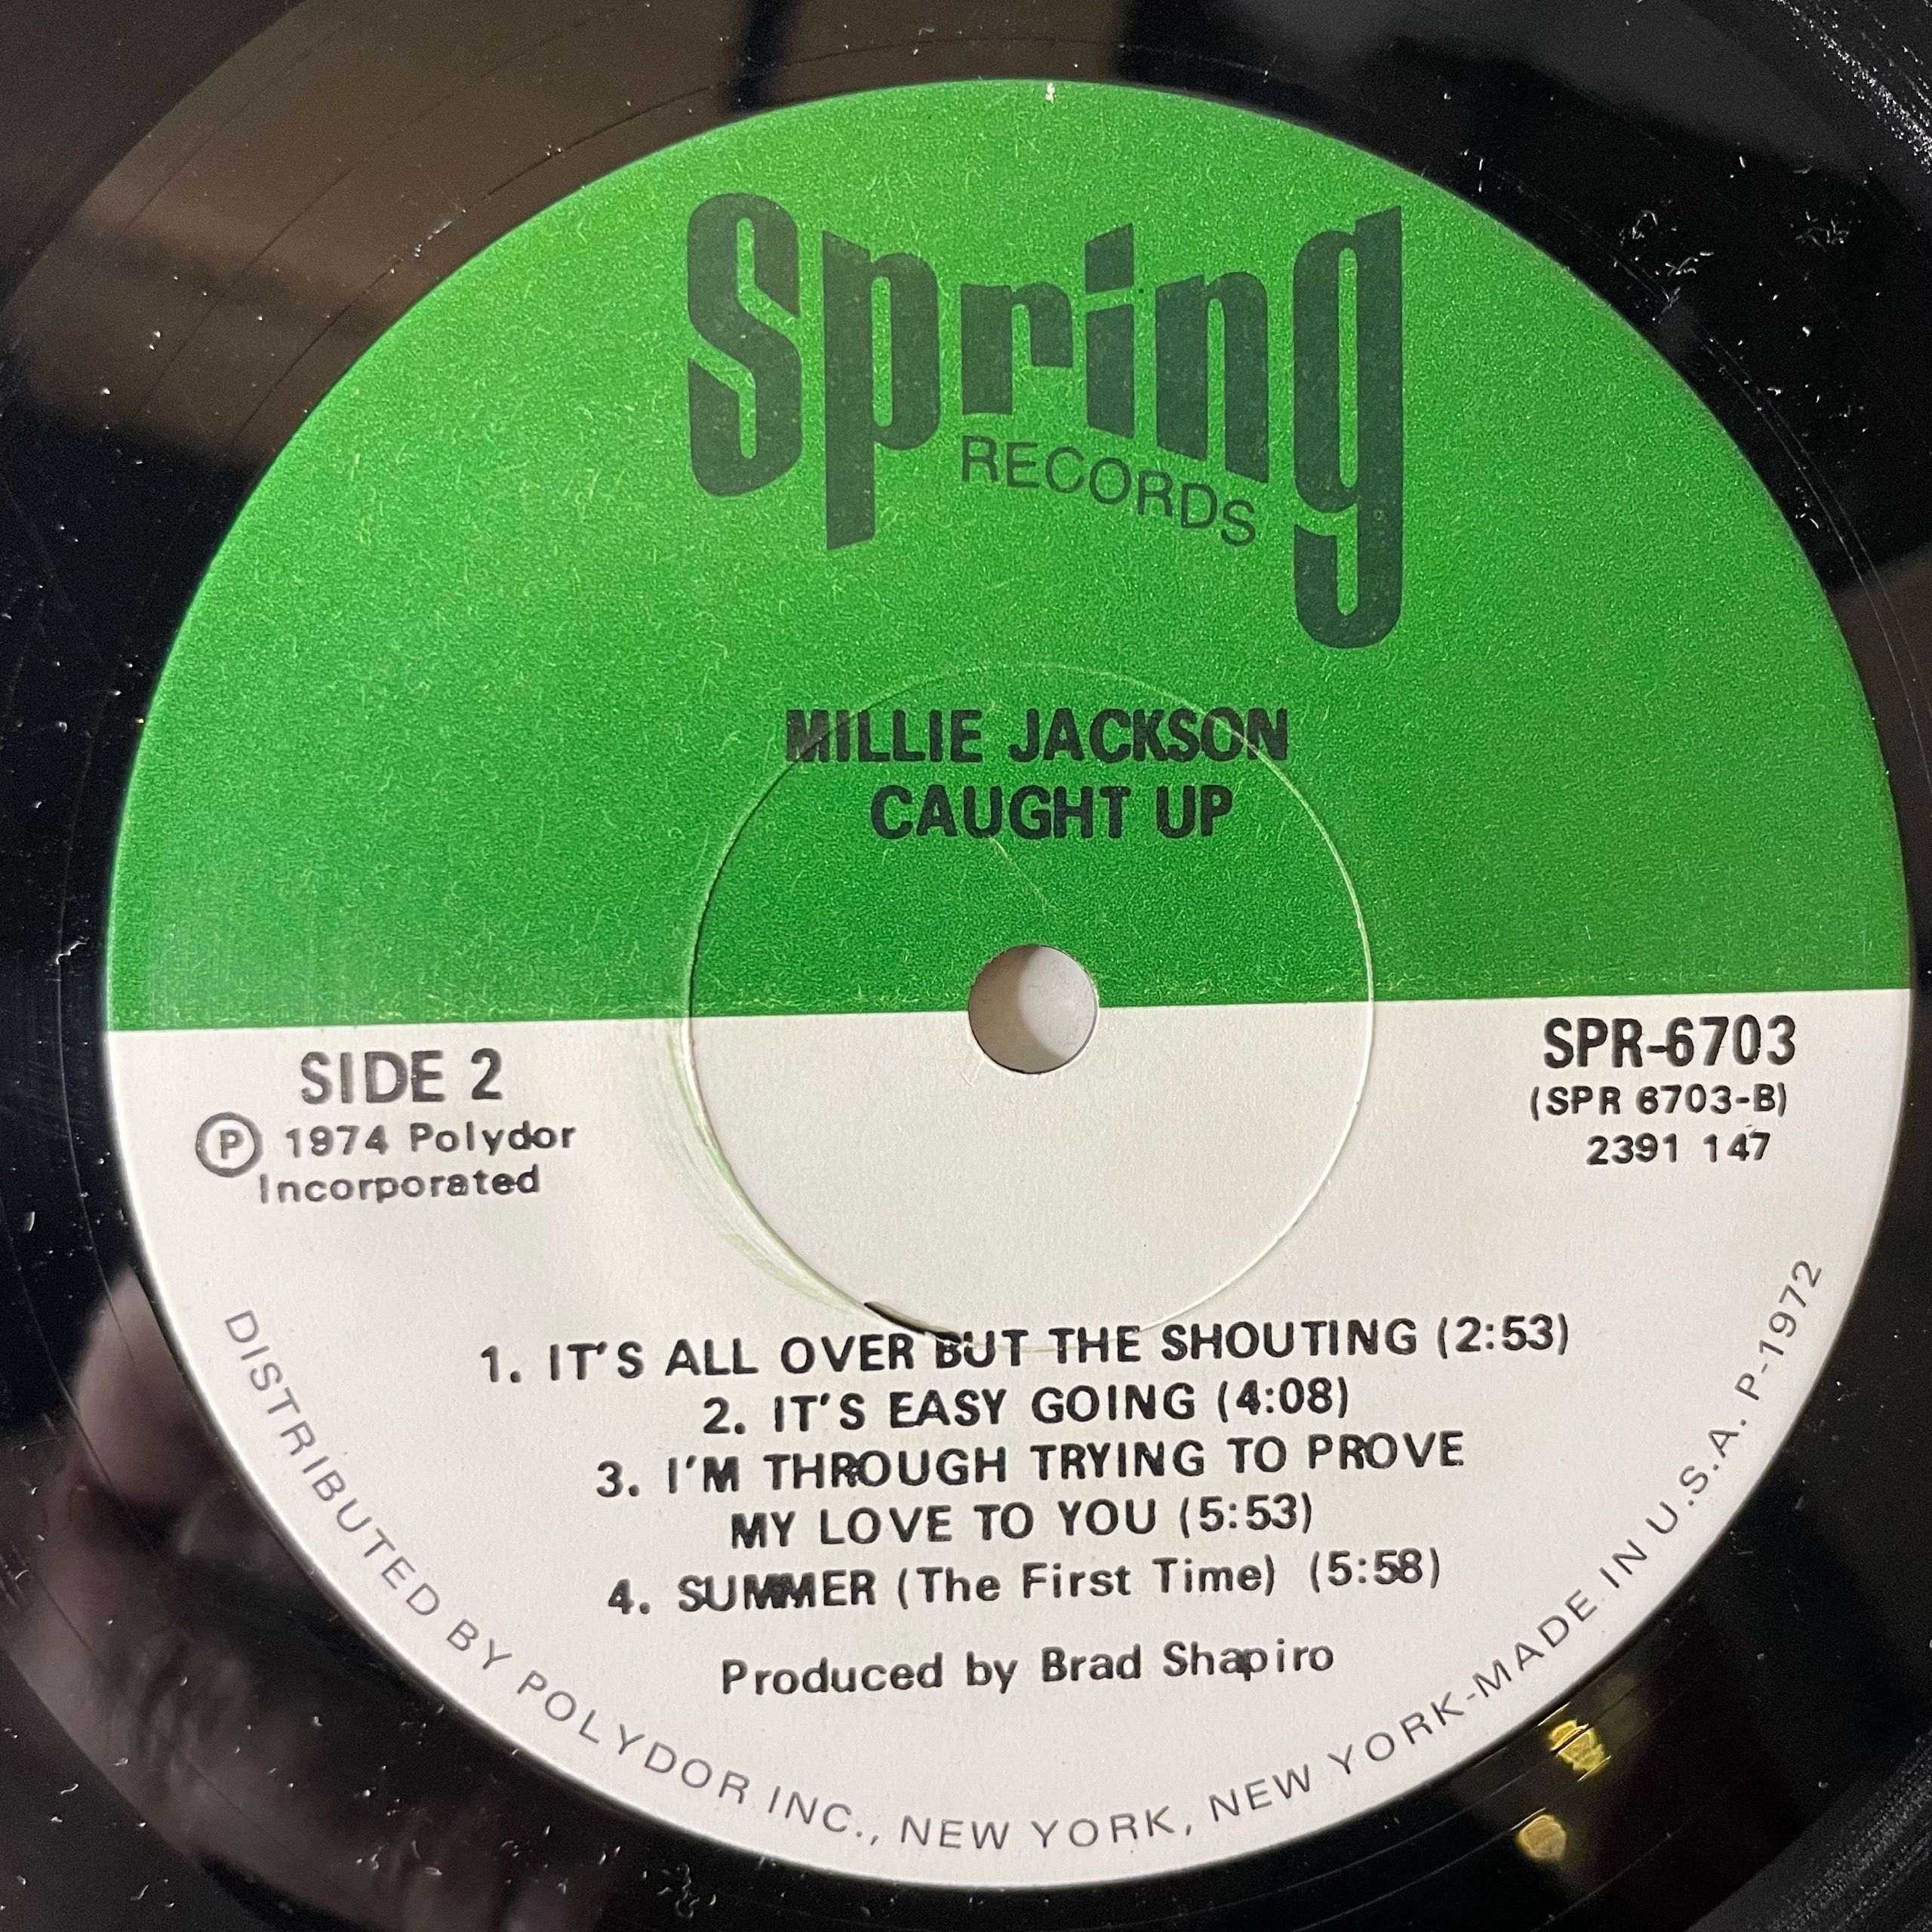 Spring
RECORDS
MILLIE JACKSON
CAUGHT UP
SIDE 2
Ⓟ 1974 Polydor
Incorporated
SPR-6703
(SPR 6703-B)
2391 147
1. IT'S ALL OVER BUT THE SHOUTING (2:53)
2. IT'S EASY GOING (4:08)
3. I'M THROUGH TRYING TO PROVE
MY LOVE TO YOU (5:53)
4. SUMMER (The First Time) (5:58)
Produced by Brad Shapiro
DISTRIBUTED BY POLYDOR INC., NEW YORK, NEW YORK-MADE IN U.S.A. P-1972